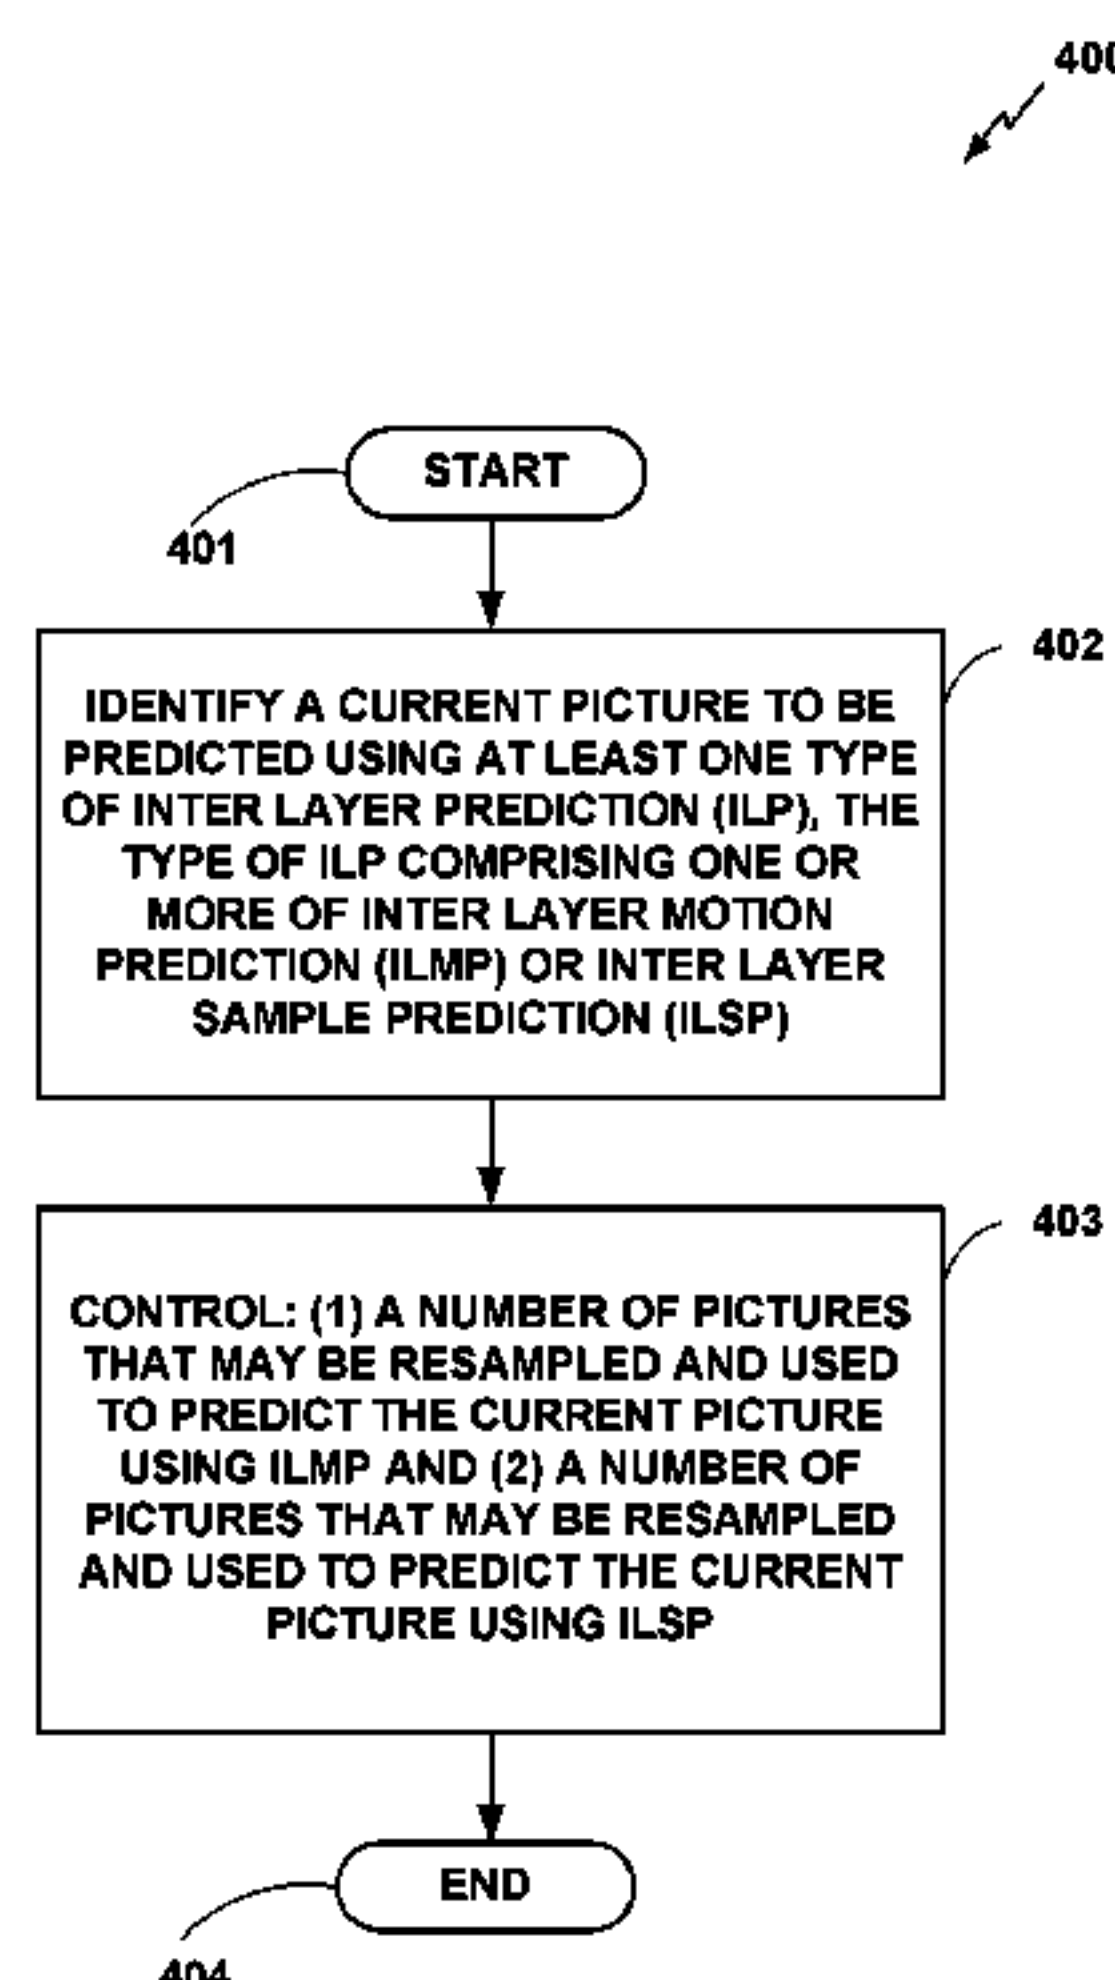 400
START
401
402
IDENTIFY A CURRENT PICTURE TO BE
PREDICTED USING AT LEAST ONE TYPE
OF INTER LAYER PREDICTION (ILP), THE
TYPE OF ILP COMPRISING ONE OR
MORE OF INTER LAYER MOTION
PREDICTION (ILMP) OR INTER LAYER
SAMPLE PREDICTION (ILSP)
403
CONTROL: (1) A NUMBER OF PICTURES
THAT MAY BE RESAMPLED AND USED
TO PREDICT THE CURRENT PICTURE
USING ILMP AND (2) A NUMBER OF
PICTURES THAT MAY BE RESAMPLED
AND USED TO PREDICT THE CURRENT
PICTURE USING ILSP
END
404